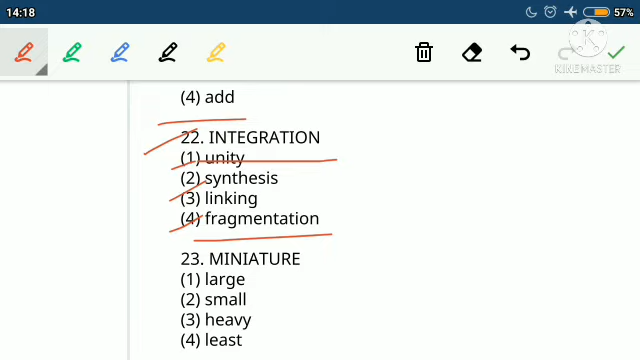 14:18
57%
K
KINEMASTER
(4) add
22. INTEGRATION
(1) unity
(2) synthesis
(3) linking
(4) fragmentation
23. MINIATURE
(1) large
(2) small
(3) heavy
(4) least